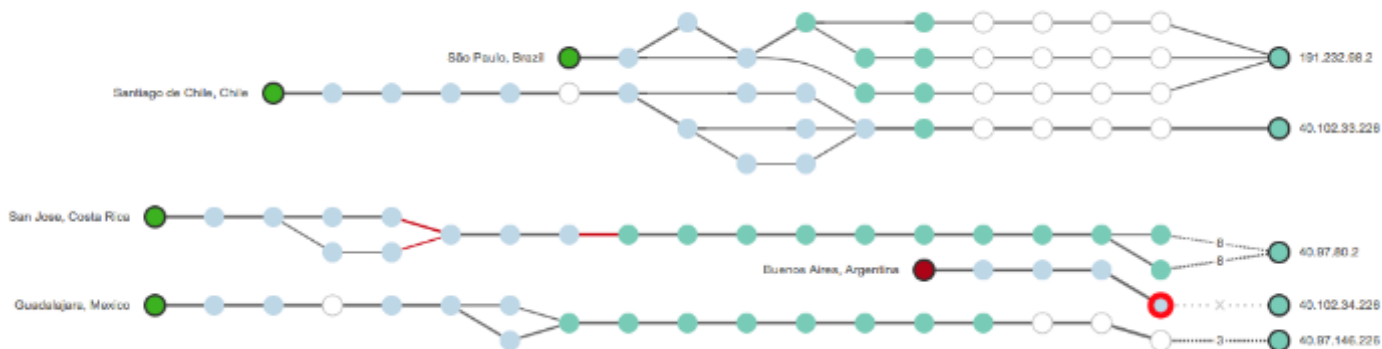 São Paulo, Brazil
191.232.98.2
Santiago de Chile, Chile
40.102.33.226
San Jose, Costa Rica
8
8
40.97.80.2
Buenos Aires, Argentina
Guadalajara, Mexico
X
40.102.34.226
3
40.97.146.226